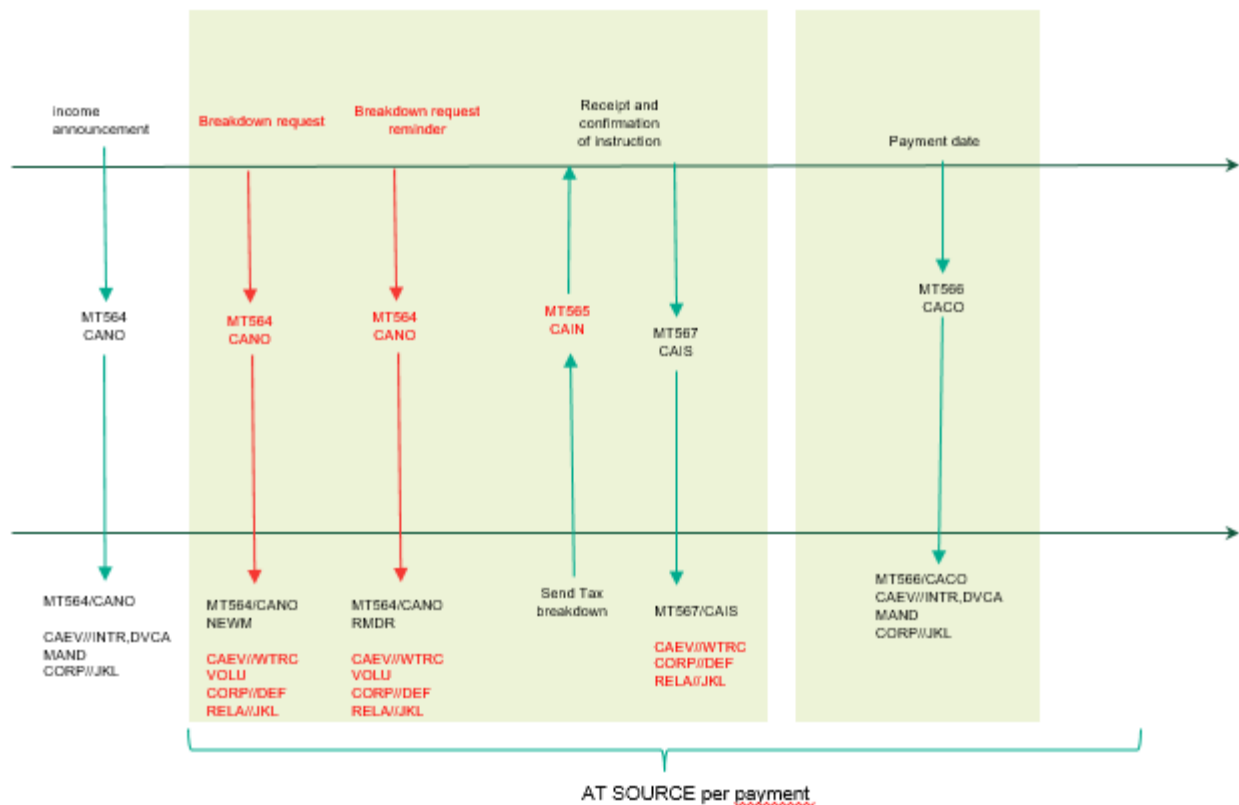 income
announcement
Breakdown request
Breakdown request
reminder
Receipt and
confirmation
of instruction
Payment date
MT564
CANO
MT564
CANO
MT564
CANO
MT565
CAIN
MT567
CAIS
MT566
CACO
MT564/CANO
CAEV//INTR,DVCA
MAND
CORP//JKL
MT564/CANO
NEWM
CAEV//WTRC
VOLU
CORP//DEF
RELA//JKL
MT564/CANO
RMDR
CAEV//WTRC
VOLU
CORP//DEF
RELA//JKL
Send Tax
breakdown
MT567/CAIS
CAEV//WTRC
CORP//DEF
RELA//JKL
MT566/CACO
CAEV//INTR,DVCA
MAND
CORP//JKL
AT SOURCE per payment